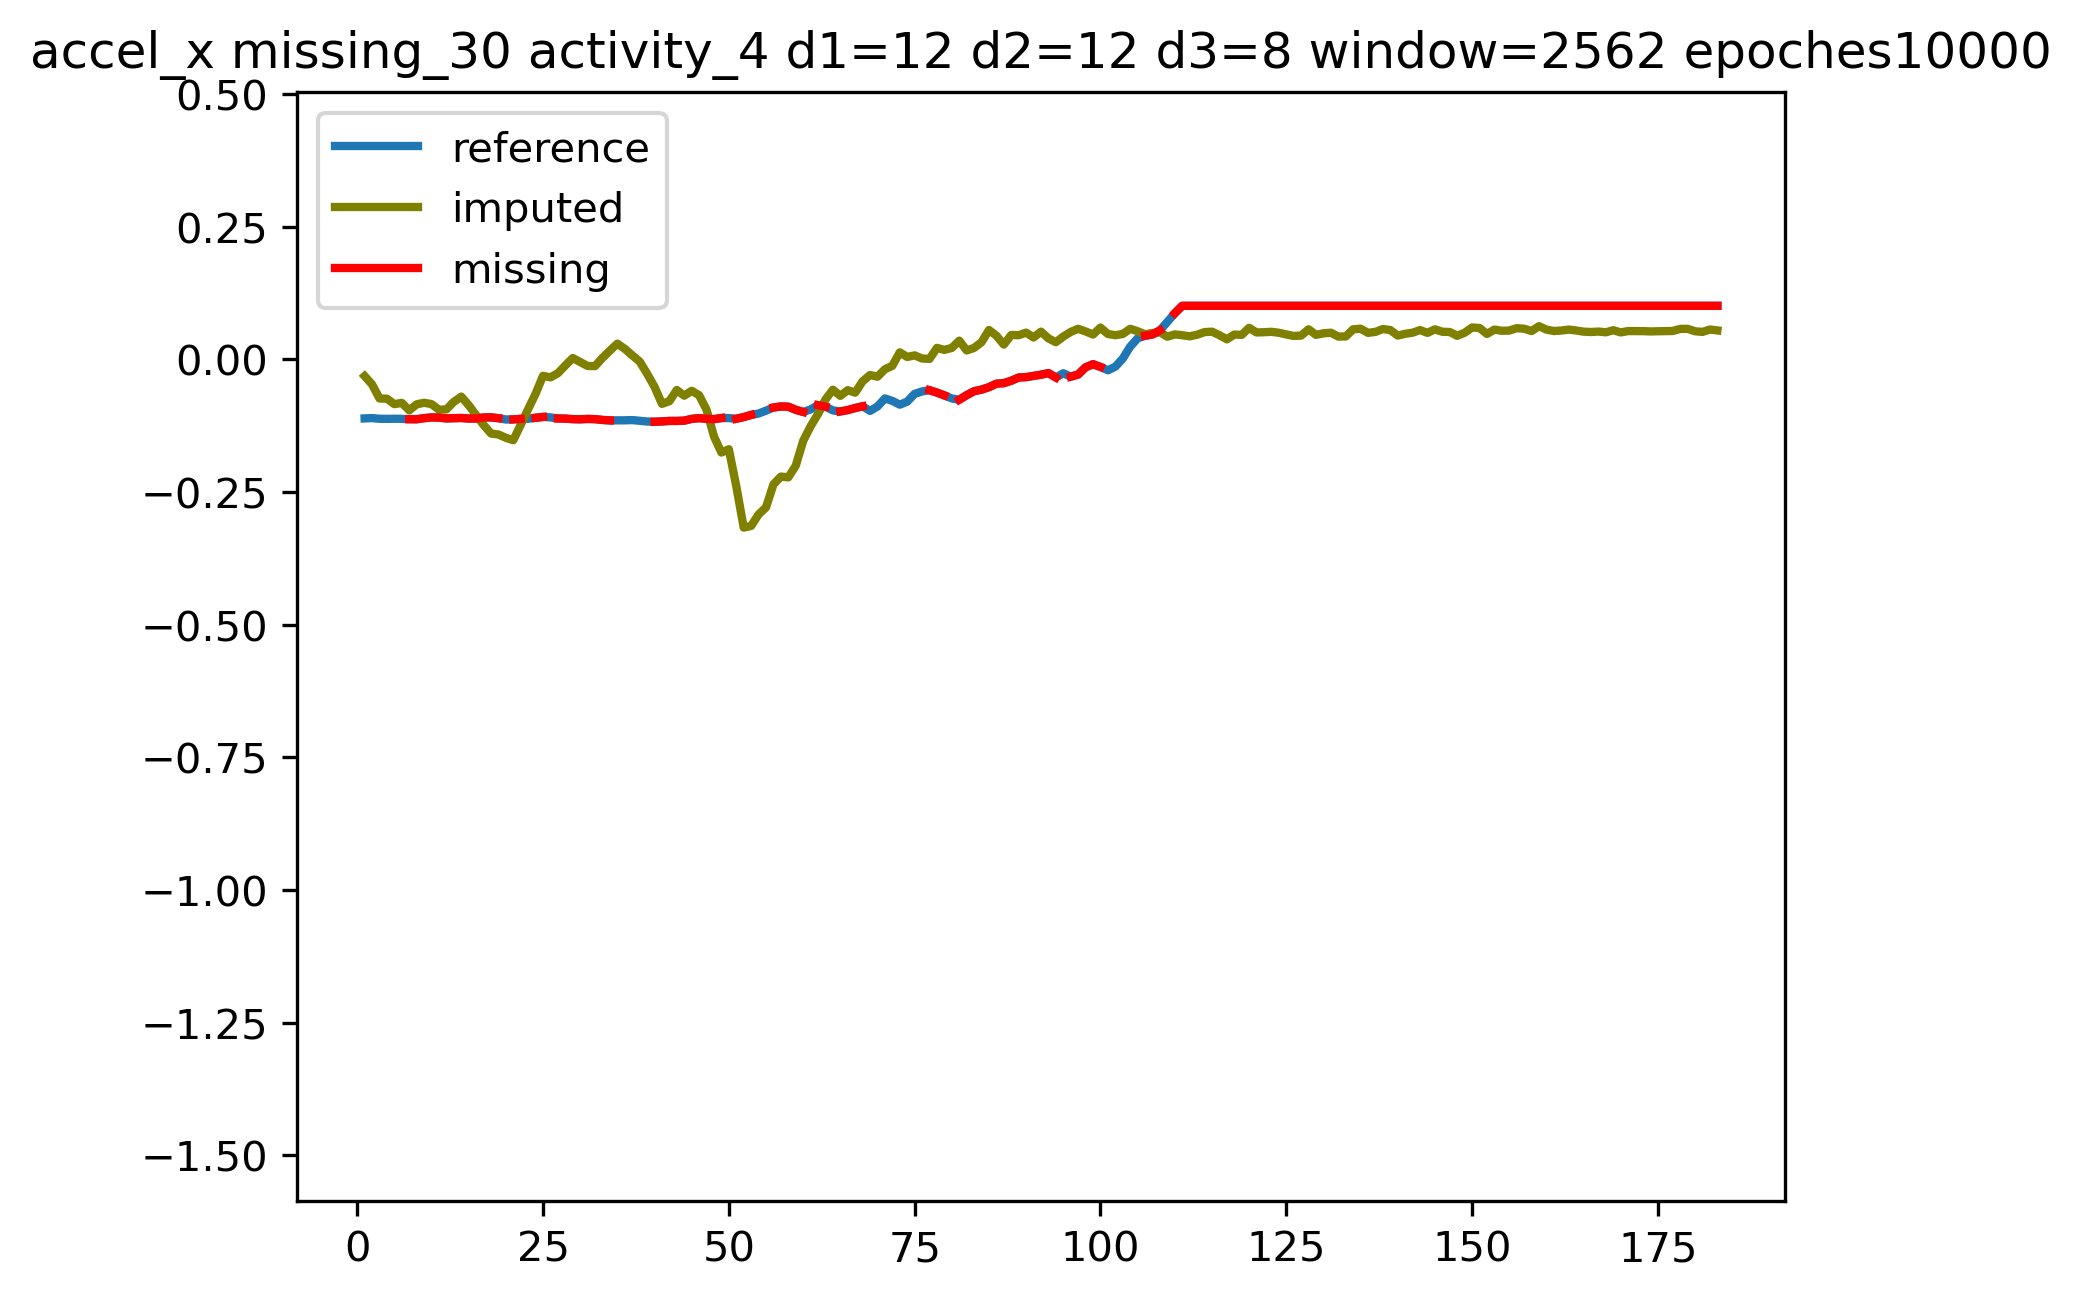 accel_x missing_30 activity_4 d1=12 d2=12 d3=8 window=2562 epoches10000
0.50
0.25
0.00
−0.25
−0.50
−0.75
−1.00
−1.25
−1.50
reference
imputed
missing
0 25 50 75 100 125 150 175